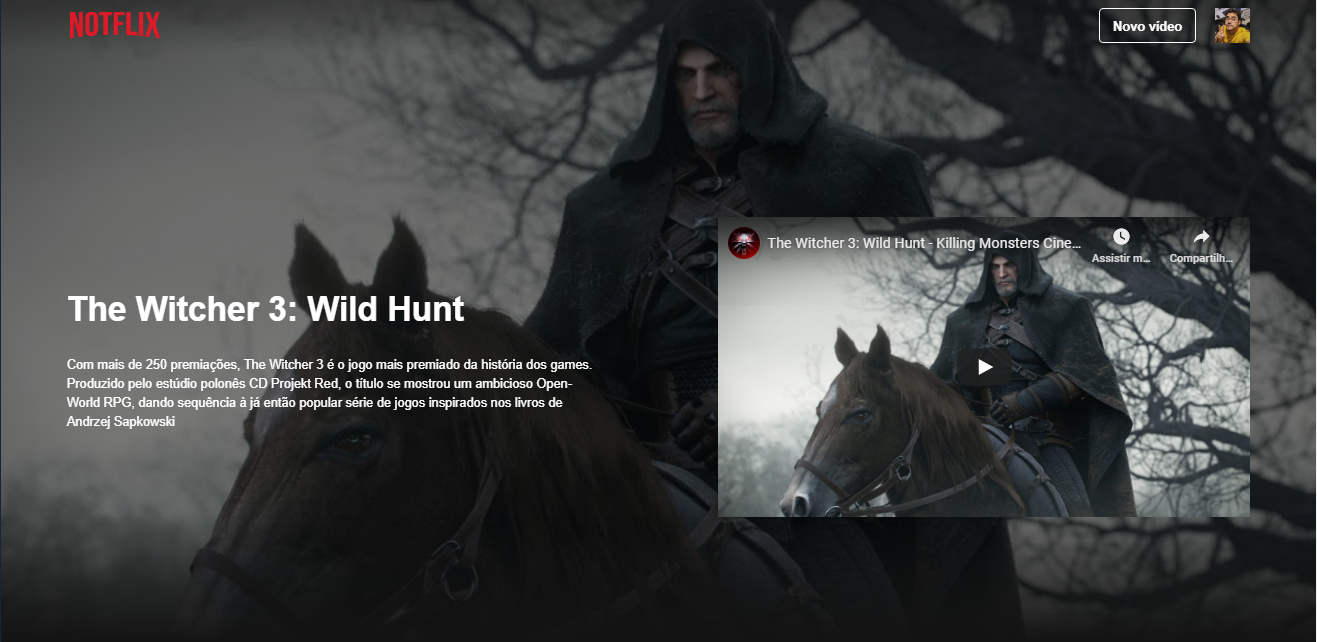 NOTFLIX
Novo vídeo
The Witcher 3: Wild Hunt - Killing Monsters Cine...
Assistir m...
Compartilh...
The Witcher 3: Wild Hunt
Com mais de 250 premiações, The Witcher 3 é o jogo mais premiado da história dos games.
Produzido pelo estúdio polonês CD Projekt Red, o título se mostrou um ambicioso Open-
World RPG, dando sequência à já então popular série de jogos inspirados nos livros de
Andrzej Sapkowski